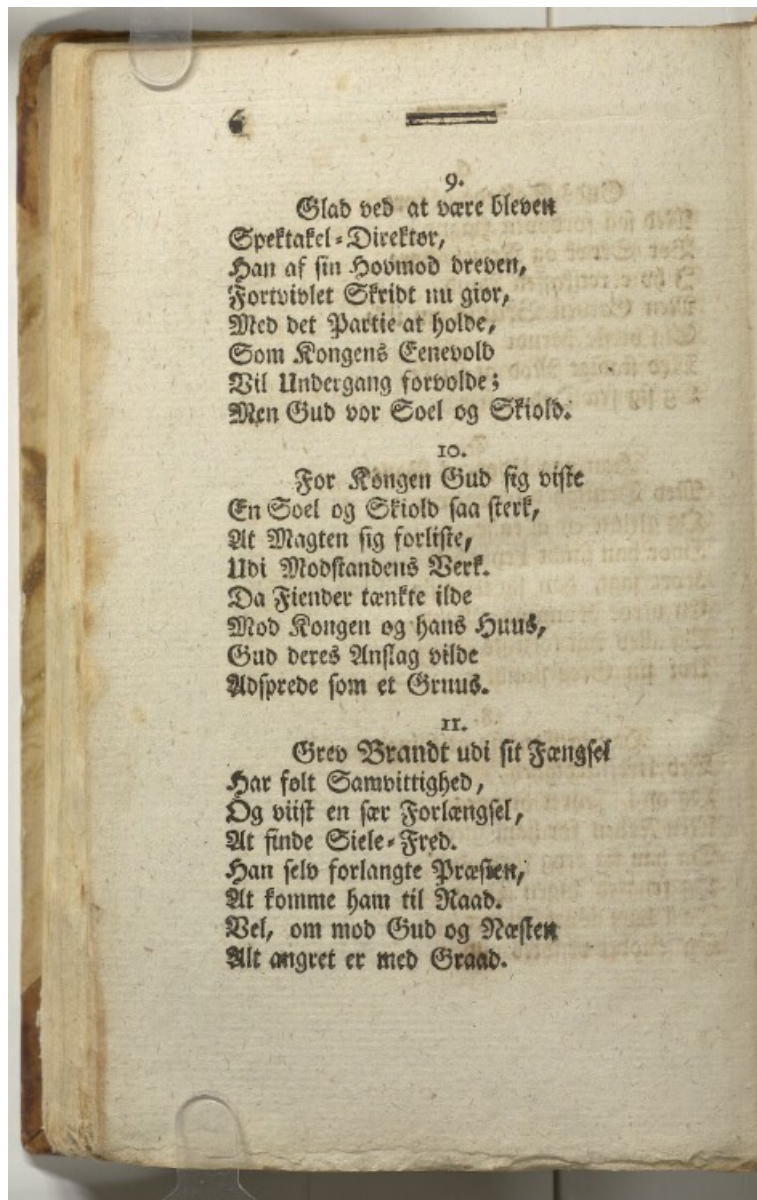 6
9.
Glad ved at være bleven
Spektakel-Direktør,
Han af sin Hovmod dreven,
Fortvivlet Skridt nu giør,
Med det Partie at holde,
Som Kongens Eenevold
Vil Undergang forvolde;
Men Gud vor Soel og Skiold.
10.
For Kongen Gud sig viste
En Soel og Skiold saa sterk,
At Magten sig forliste,
Udi Modstandens Verk.
Da Fiender tænkte ilde
Mod Kongen og hans Huus,
Gud deres Anslag vilde
Adsprede som et Gruus.
11.
Grev Brandt udi sit Fængsel
Har følt Samvittighed,
Og viist en sær Forlængsel,
At finde Siele-Fred.
Han selv forlangte Præsten,
At komme ham til Raad.
Vel, om mod Gud og Næsten
Alt angret er med Graad.